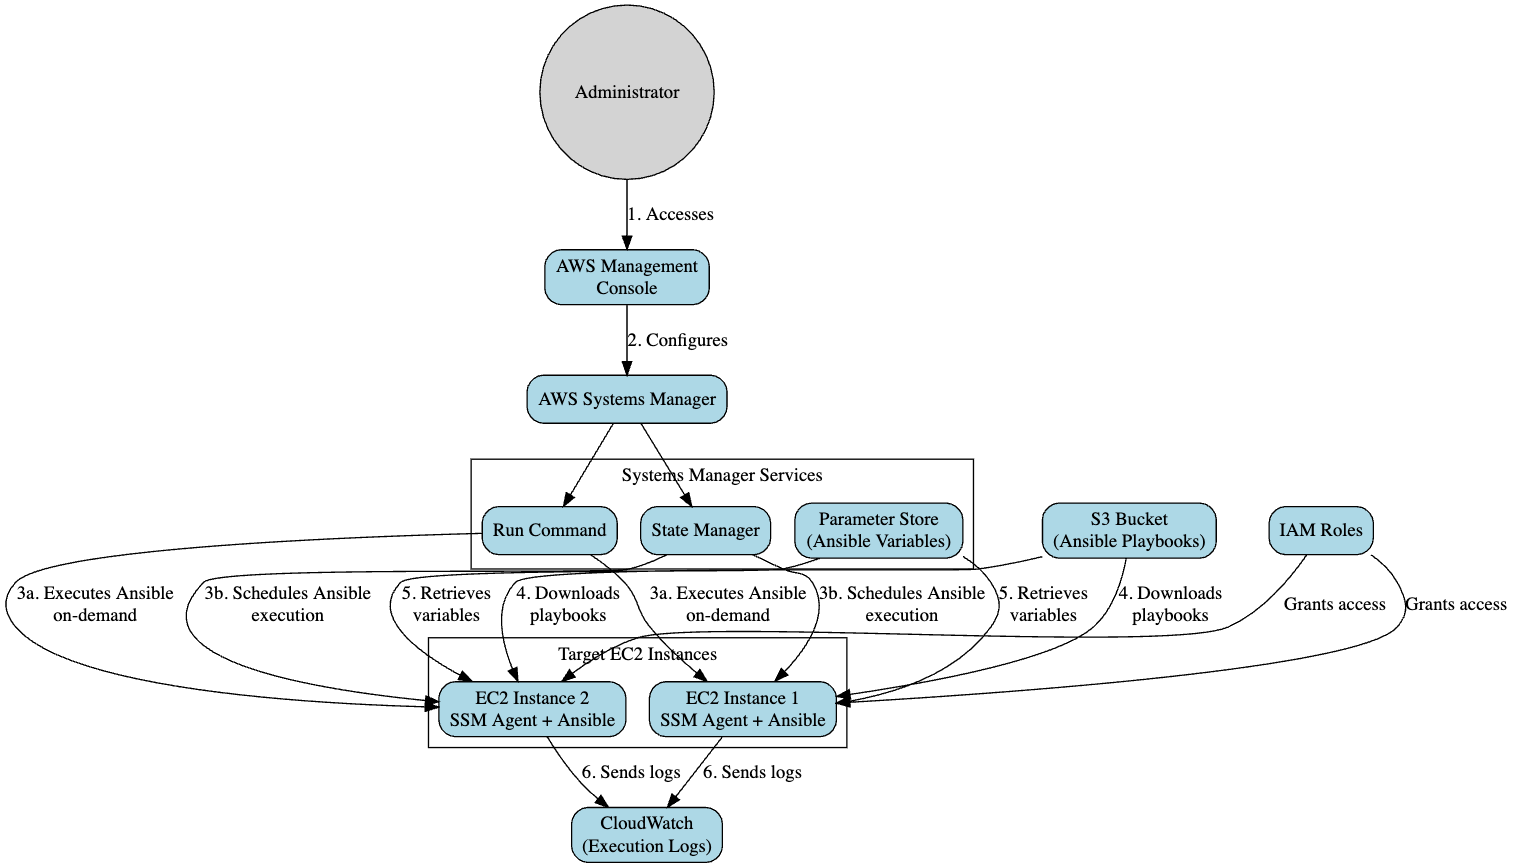 Administrator
1. Accesses
AWS Management
Console
2. Configures
AWS Systems Manager
Systems Manager Services
Run Command
State Manager
Parameter Store
(Ansible Variables)
S3 Bucket
(Ansible Playbooks)
IAM Roles
3a. Executes Ansible
on-demand
3b. Schedules Ansible
execution
5. Retrieves
variables
4. Downloads
playbooks
3a. Executes Ansible
on-demand
3b. Schedules Ansible
execution
5. Retrieves
variables
4. Downloads
playbooks
Grants access
Grants access
Target EC2 Instances
EC2 Instance 2
SSM Agent + Ansible
EC2 Instance 1
SSM Agent + Ansible
6. Sends logs
6. Sends logs
CloudWatch
(Execution Logs)